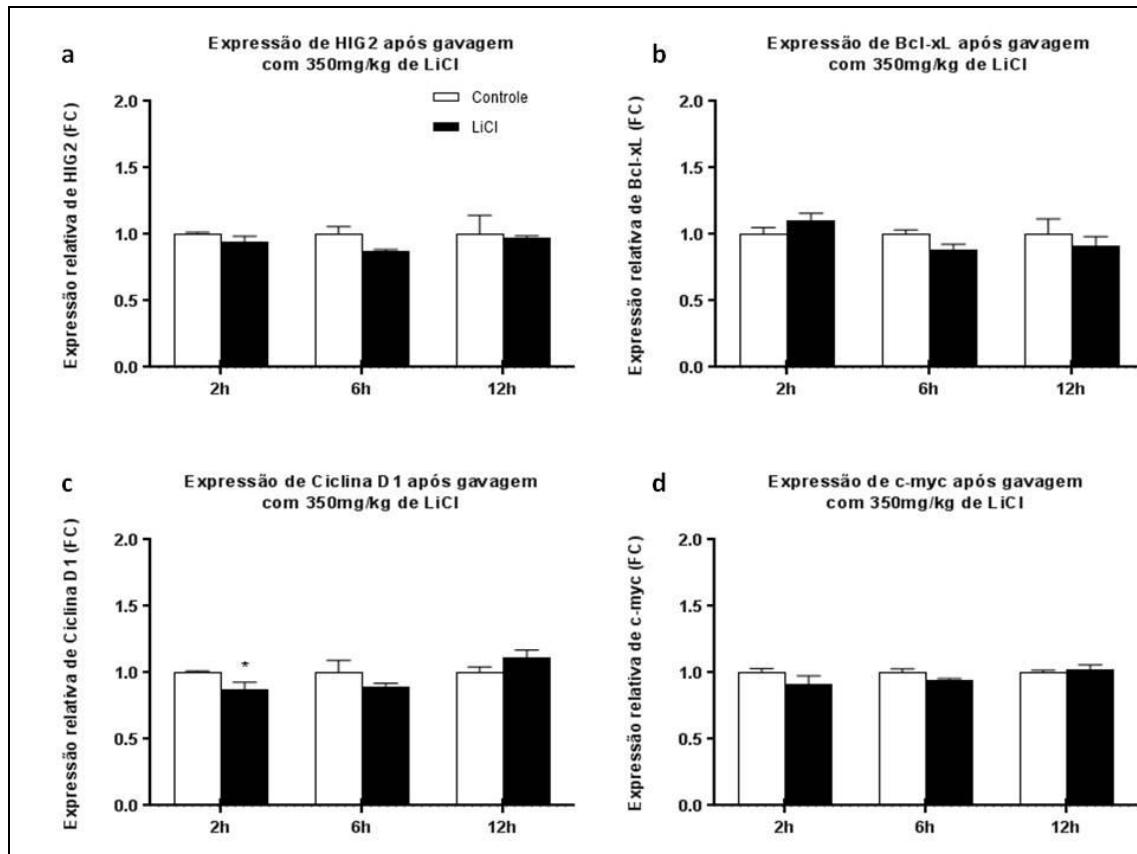 a
Expressão de HIG2 após gavagem
com 350mg/kg de LiCl
Controle
LiCl
Expressão relativa de HIG2 (FC)
2.0
1.5
1.0
0.5
0.0
2h 6h 12h
b
Expressão de Bcl-xL após gavagem
com 350mg/kg de LiCl
Expressão relativa de Bcl-xL (FC)
2.0
1.5
1.0
0.5
0.0
2h 6h 12h
c
Expressão de Ciclina D1 após gavagem
com 350mg/kg de LiCl
Expressão relativa de Ciclina D1 (FC)
2.0
1.5
1.0
0.5
0.0
*
2h 6h 12h
d
Expressão de c-myc após gavagem
com 350mg/kg de LiCl
Expressão relativa de c-myc (FC)
2.0
1.5
1.0
0.5
0.0
2h 6h 12h